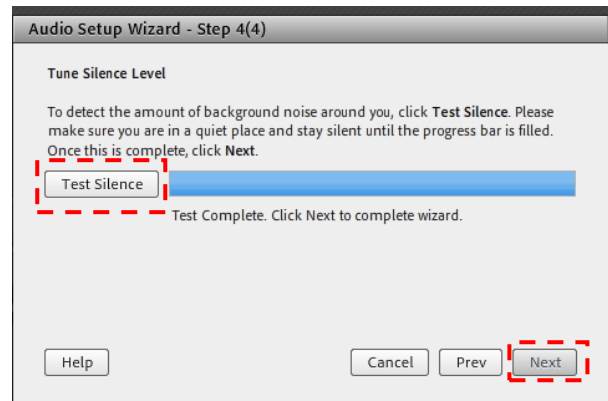 Audio Setup Wizard - Step 4(4)
Tune Silence Level
To detect the amount of background noise around you, click Test Silence. Please
make sure you are in a quiet place and stay silent until the progress bar is filled.
Once this is complete, click Next.
Test Silence
Test Complete. Click Next to complete wizard.
Help Cancel Prev Next